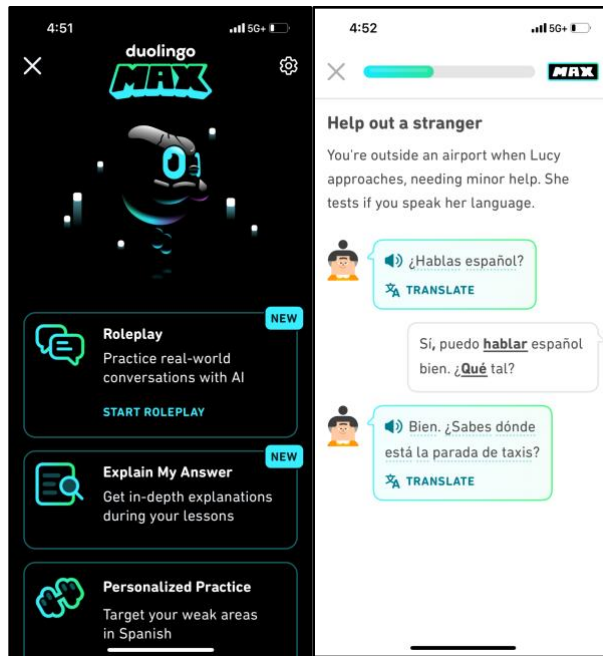 4:51
5G+
duolingo
MAX
NEW
Roleplay
Practice real-world
conversations with AI
START ROLEPLAY
NEW
Explain My Answer
Get in-depth explanations
during your lessons
Personalized Practice
Target your weak areas
in Spanish
4:52
5G+
MAX
Help out a stranger
You're outside an airport when Lucy
approaches, needing minor help. She
tests if you speak her language.
¿Hablas español?
TRANSLATE
Sí, puedo hablar español
bien. ¿Qué tal?
Bien. ¿Sabes dónde
está la parada de taxis?
TRANSLATE